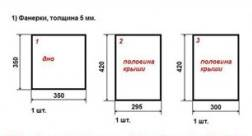 1) Фанерки, толщина 5 мм.
1
дно
350
350
1 шт.
2
половина
крыши
420
295
1 шт.
3
половина
крыши
420
300
1 шт.